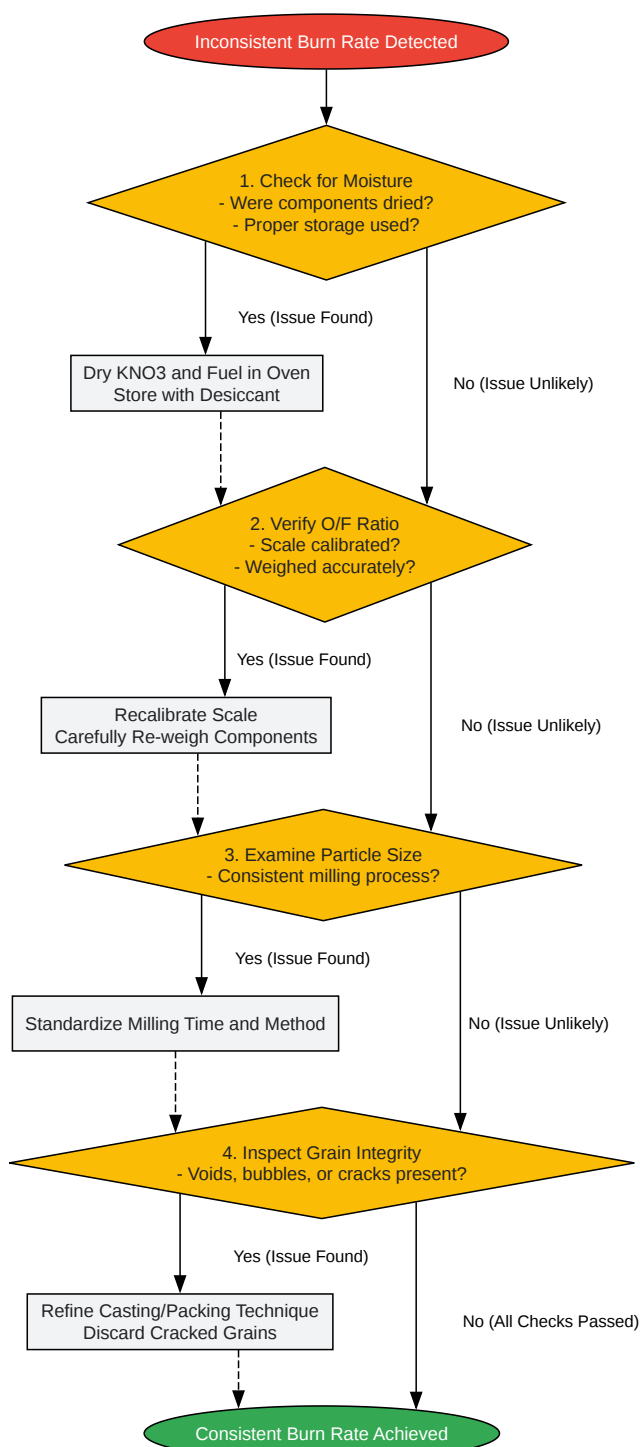 Inconsistent Burn Rate Detected
1. Check for Moisture
- Were components dried?
- Proper storage used?
Yes (Issue Found)
Dry KNO3 and Fuel in Oven
Store with Desiccant
No (Issue Unlikely)
2. Verify O/F Ratio
- Scale calibrated?
- Weighed accurately?
Yes (Issue Found)
Recalibrate Scale
Carefully Re-weigh Components
No (Issue Unlikely)
3. Examine Particle Size
- Consistent milling process?
Yes (Issue Found)
Standardize Milling Time and Method
No (Issue Unlikely)
4. Inspect Grain Integrity
- Voids, bubbles, or cracks present?
Yes (Issue Found)
Refine Casting/Packing Technique
Discard Cracked Grains
No (All Checks Passed)
Consistent Burn Rate Achieved